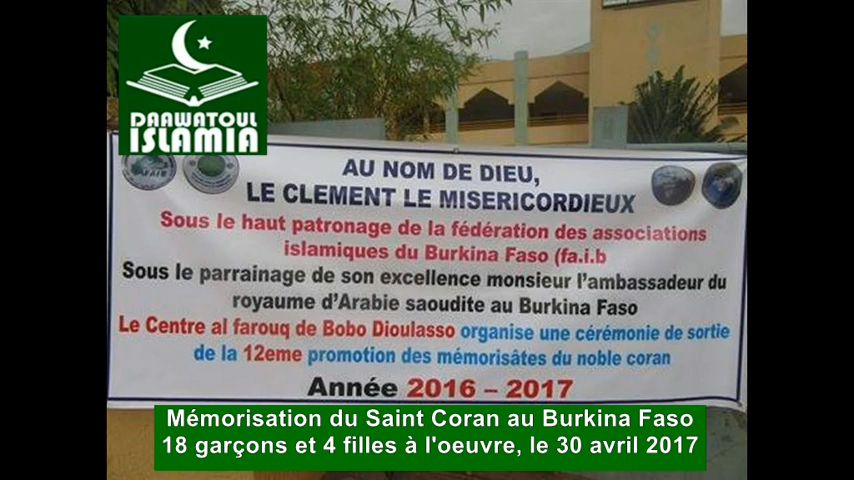 DAAWATOUL
ISLAMIA
AU NOM DE DIEU,
LE CLEMENT LE MISERICORDIEUX
Sous le haut patronage de la fédération des associations
islamiques du Burkina Faso (fa.i.b
Sous le parrainage de son excellence monsieur l'ambassadeur du
royaume d'Arabie saoudite au Burkina Faso
Le Centre al farouq de Bobo Dioulasso organise une cérémonie de sortie
de la 12eme promotion des mémorisâtes du noble coran
Année 2016 – 2017
Mémorisation du Saint Coran au Burkina Faso
18 garçons et 4 filles à l'oeuvre, le 30 avril 2017